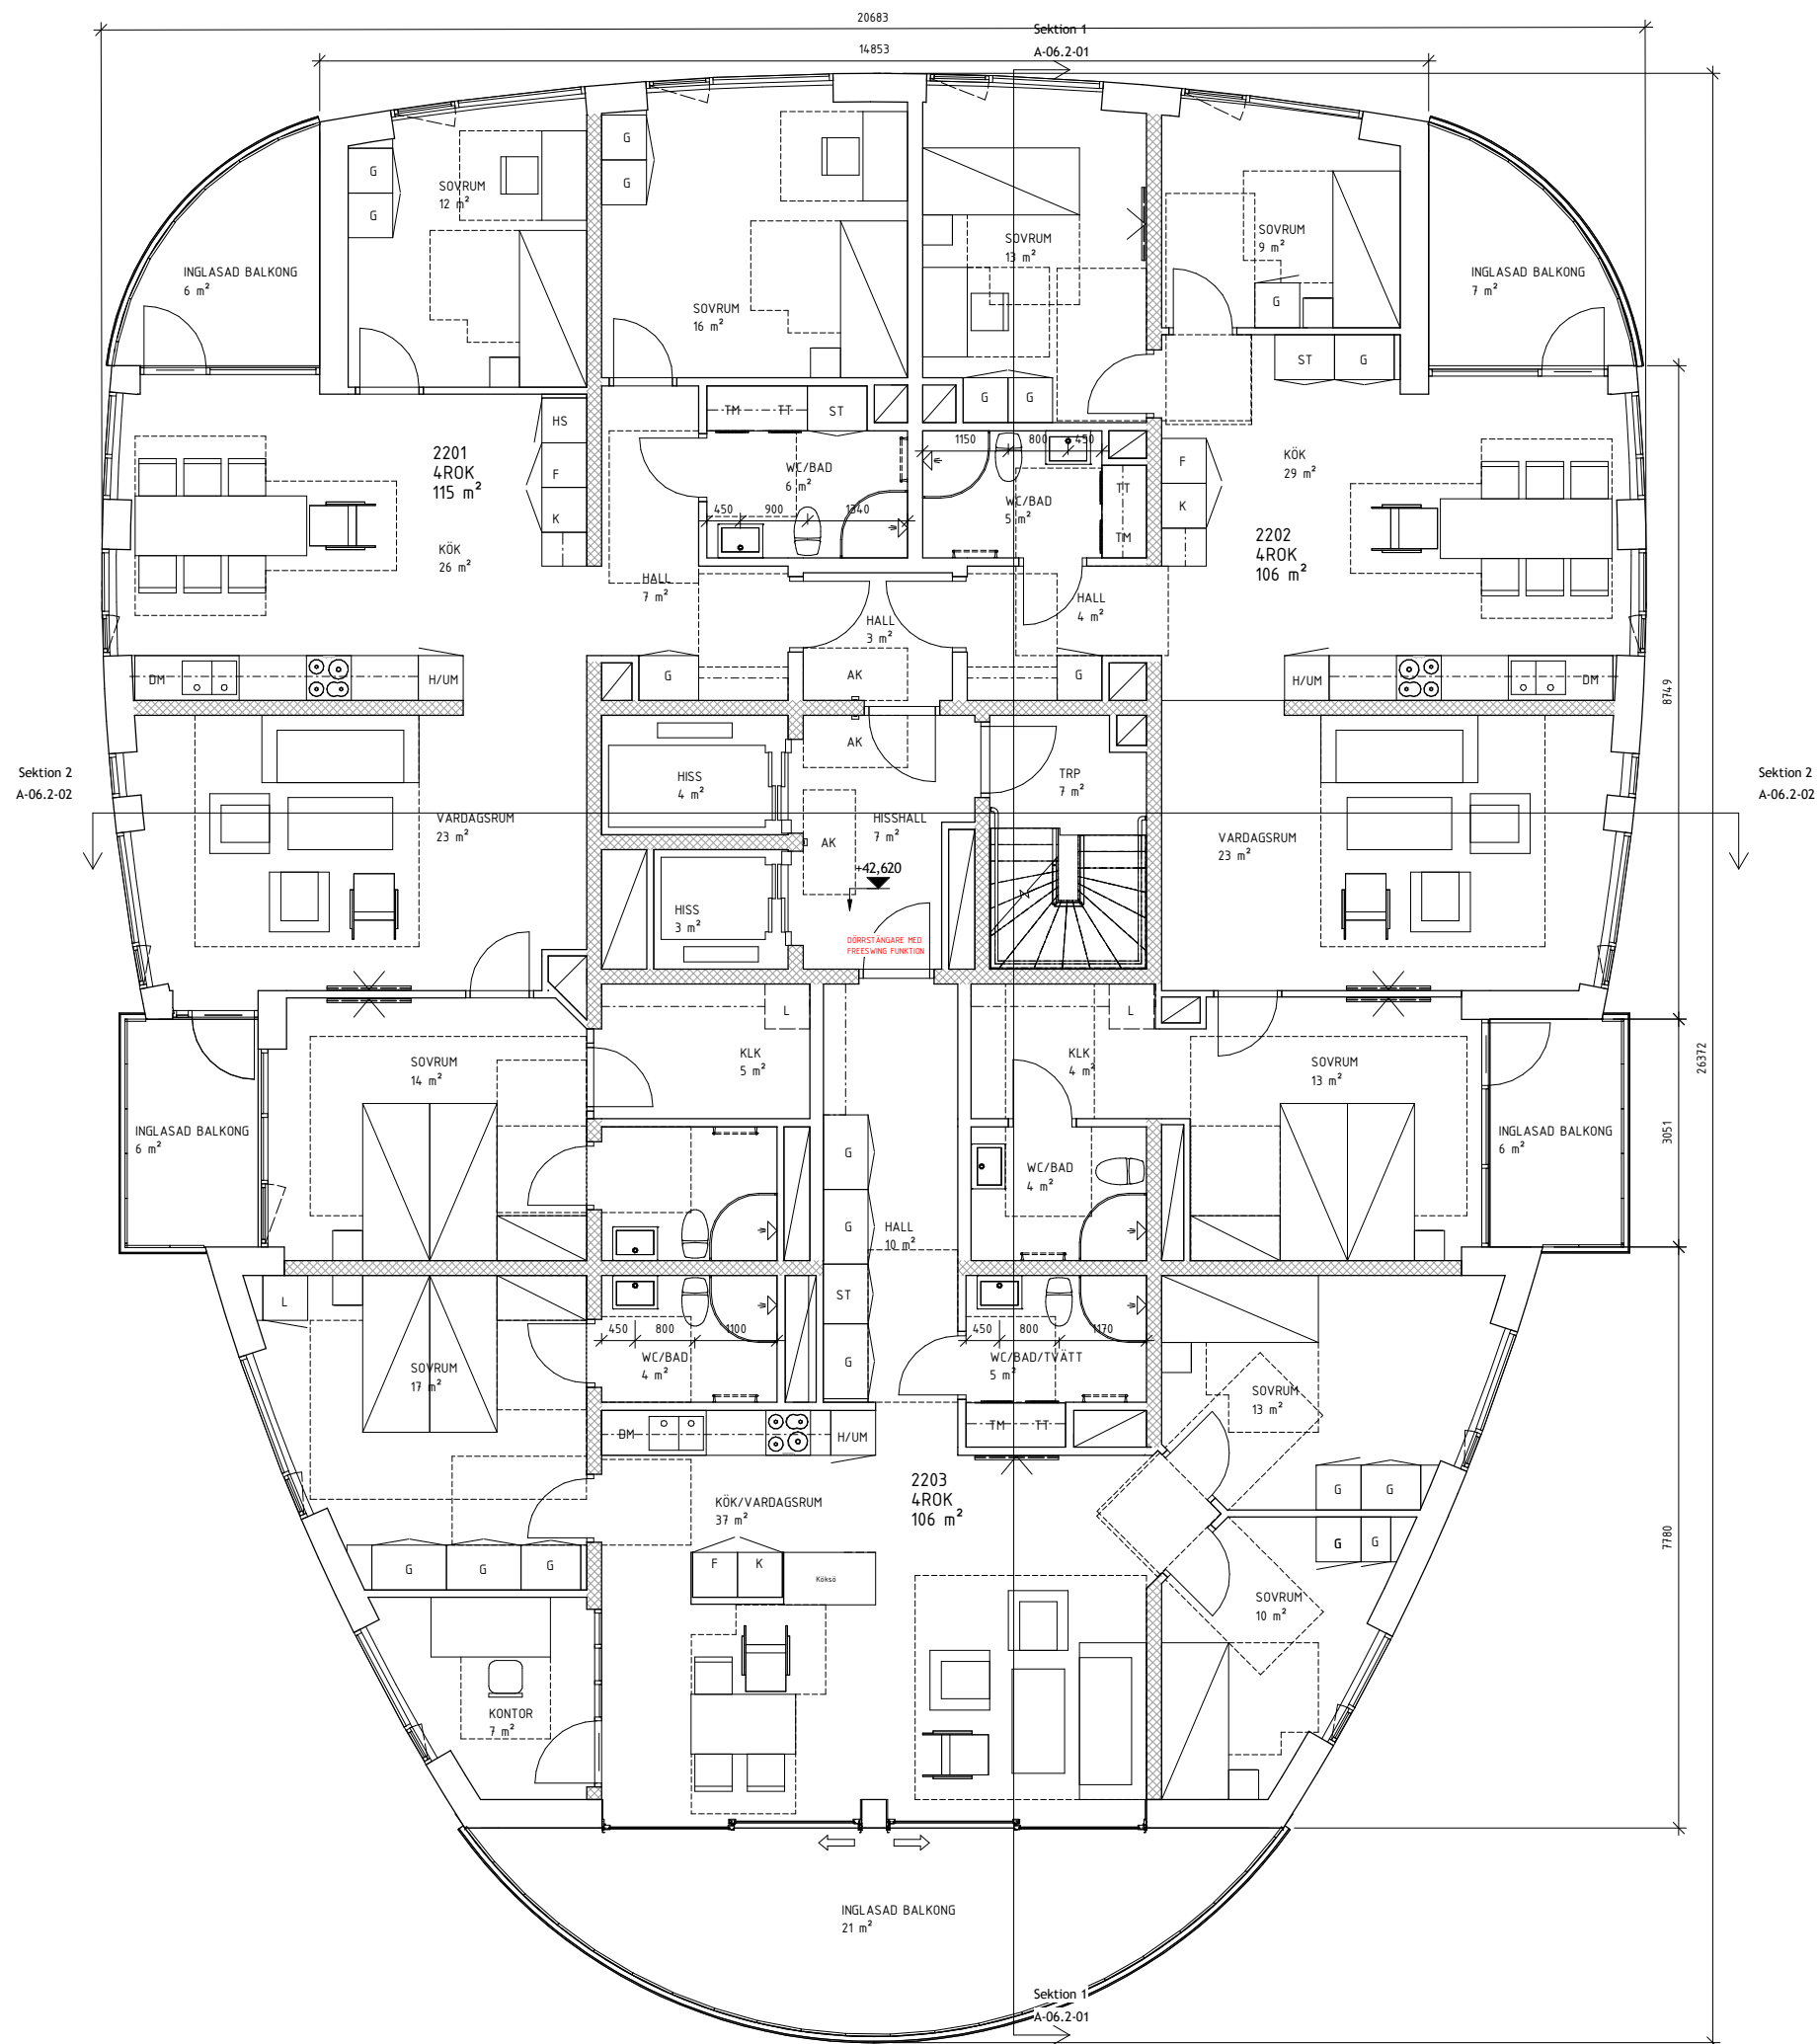 20683
Sektion 1
A-06.2-01
14853
G
G
SOVRUM
12 m²
G
G
SOVRUM
16 m²
SOVRUM
13 m²
SOVRUM
9 m²
G
INGLASAD BALKONG
6 m²
INGLASAD BALKONG
7 m²
ST
G
HS
F
K
TM
TT
ST
G
G
2201
4ROK
115 m²
KÖK
26 m²
WC/BAD
6 m²
450
900
1340
1150
800
450
WC/BAD
5 m²
TT
TM
F
K
KÖK
29 m²
2202
4ROK
106 m²
HALL
7 m²
HALL
3 m²
HALL
4 m²
DM
H/UM
G
AK
G
H/UM
DM
8749
AK
HISS
4 m²
TRP
7 m²
Sektion 2
A-06.2-02
Sektion 2
A-06.2-02
VARDAGSRUM
23 m²
HISSHALL
7 m²
AK
VARDAGSRUM
23 m²
+42,620
HISS
3 m²
DÖRRSTÄNGARE MED
FREESWING FUNKTION
L
L
SOVRUM
14 m²
KLK
5 m²
KLK
4 m²
SOVRUM
13 m²
26372
INGLASAD BALKONG
6 m²
G
WC/BAD
4 m²
INGLASAD BALKONG
6 m²
3051
G
HALL
10 m²
L
ST
G
450
800
1100
WC/BAD
4 m²
450
800
1170
WC/BAD/TVÄTT
5 m²
SOVRUM
17 m²
SOVRUM
13 m²
DM
H/UM
TM
TT
2203
4ROK
106 m²
KÖK/VARDAGSRUM
37 m²
G
G
G
G
7780
G
G
G
F
K
Köksö
SOVRUM
10 m²
KONTOR
7 m²
INGLASAD BALKONG
21 m²
Sektion 1
A-06.2-01